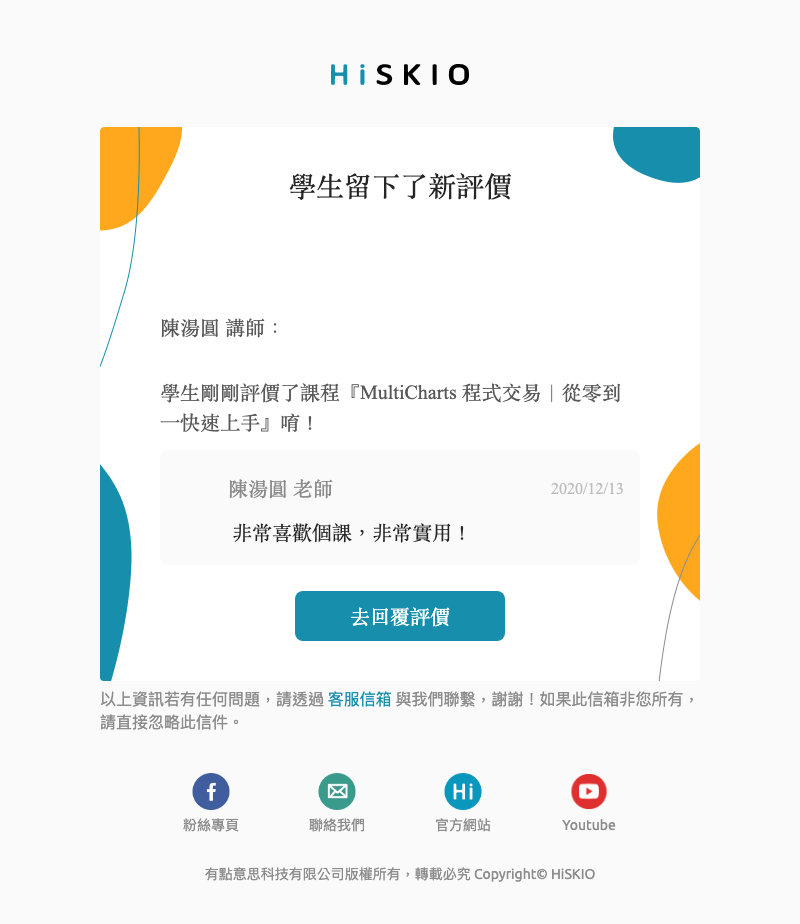 HiSKIO
學生留下了新評價
陳湯圓 講師：
學生剛剛評價了課程『MultiCharts 程式交易｜從零到
一快速上手』唷！
陳湯圓 老師
2020/12/13
非常喜歡個課，非常實用！
去回覆評價
以上資訊若有任何問題，請透過 客服信箱 與我們聯繫，謝謝！如果此信箱非您所有，
請直接忽略此信件。
Hi
粉絲專頁
聯絡我們
官方網站
Youtube
有點意思科技有限公司版權所有，轉載必究 Copyright© HiSKIO